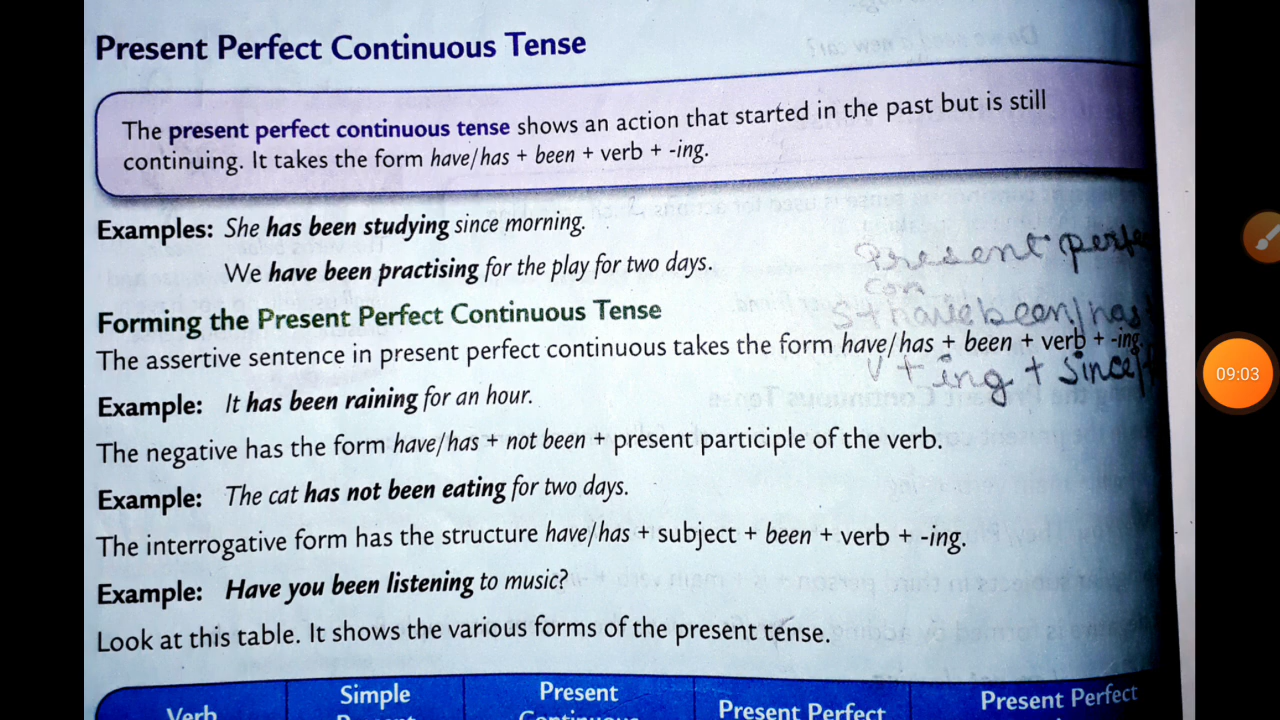 Present Perfect Continuous Tense
The present perfect continuous tense shows an action that started in the past but is still
continuing. It takes the form have/has + been + verb + -ing.
Examples: She has been studying since morning.
We have been practising for the play for two days.
Present perfe
con
S+ have been/has
Forming the Present Perfect Continuous Tense
The assertive sentence in present perfect continuous takes the form have/has + been + verb + -ing.
V + ing + Since/
Example: It has been raining for an hour.
The negative has the form have/has + not been + present participle of the verb.
Example: The cat has not been eating for two days.
The interrogative form has the structure have/has + subject + been + verb + -ing.
Example: Have you been listening to music?
Look at this table. It shows the various forms of the present tense.
Verb
Simple
Present
Present
Continuous
Present Perfect
Present Perfect
09:03